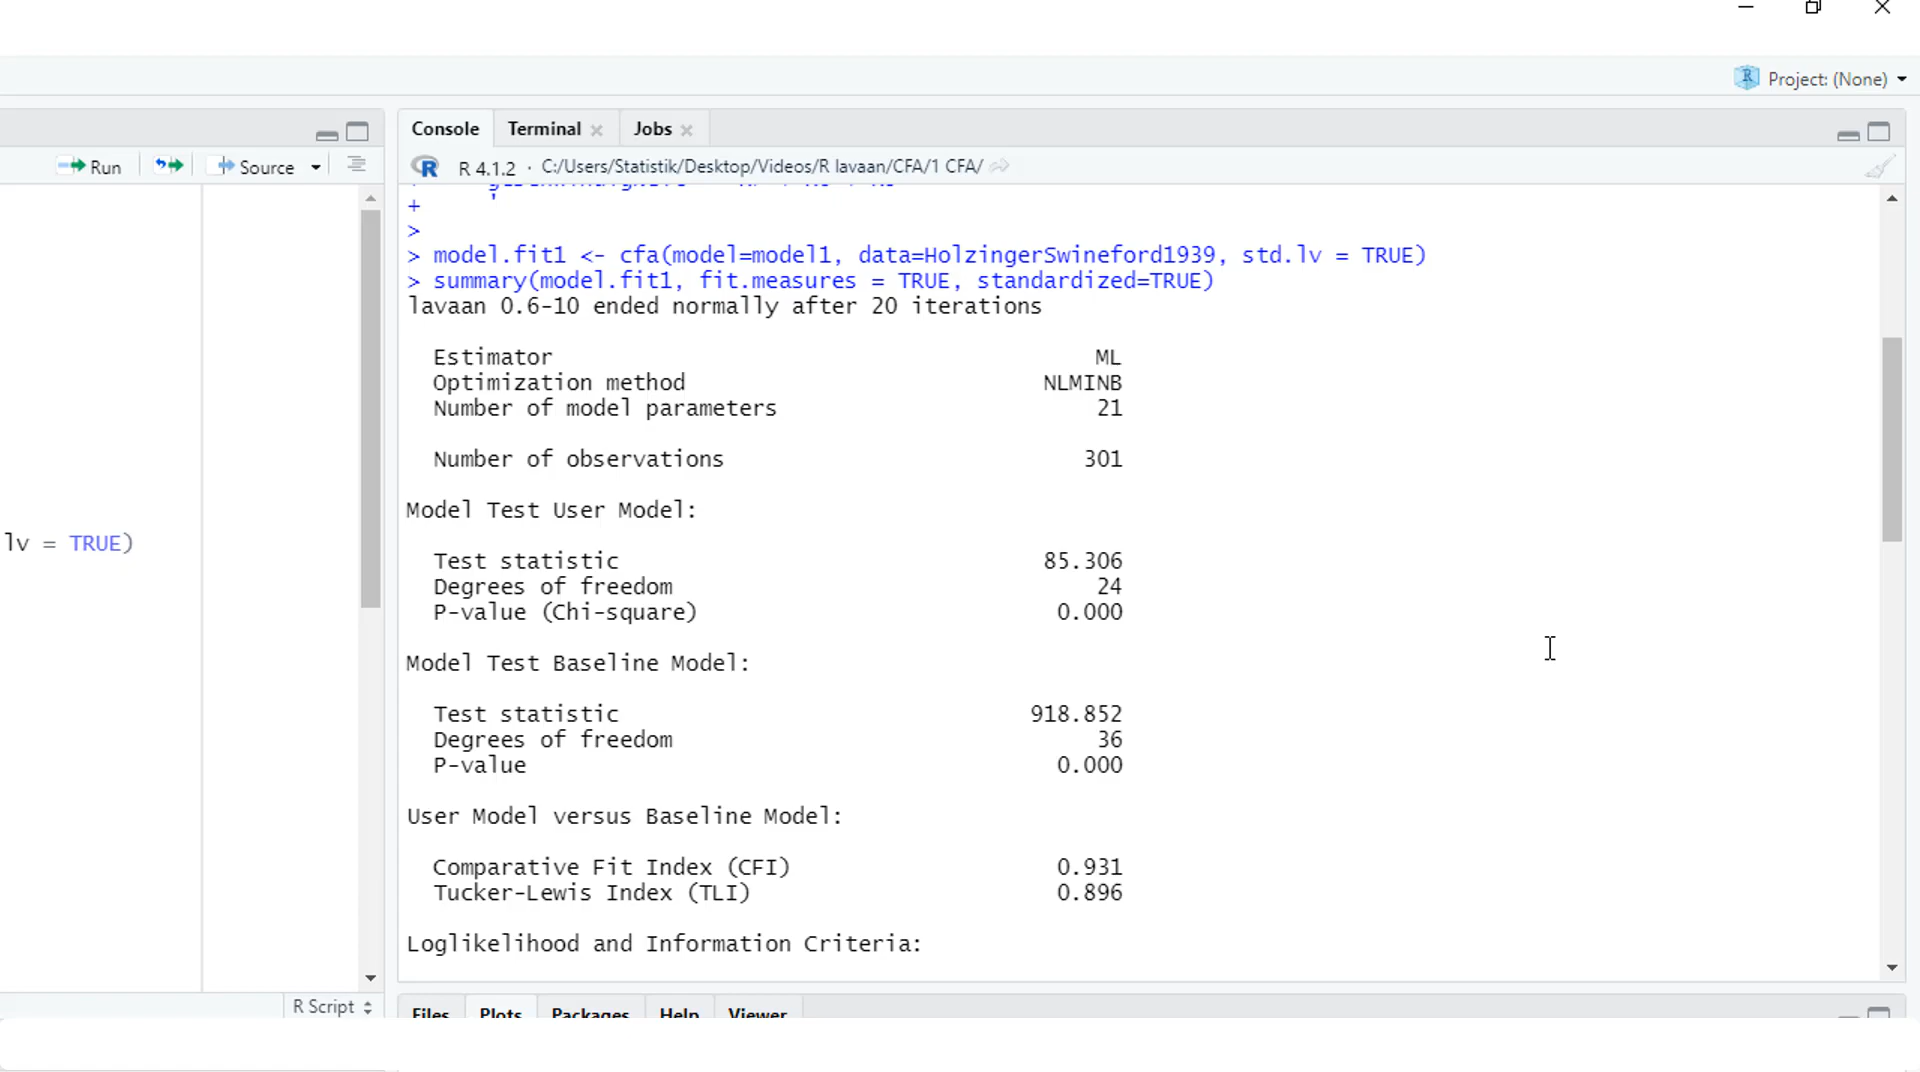 Project: (None)
Console Terminal Jobs
Run Source
R 4.1.2 · C:/Users/Statistik/Desktop/Videos/R lavaan/CFA/1 CFA/
+ '
+
>
> model.fit1 <- cfa(model=model1, data=HolzingerSwineford1939, std.lv = TRUE)
> summary(model.fit1, fit.measures = TRUE, standardized=TRUE)
lavaan 0.6-10 ended normally after 20 iterations
Estimator ML
Optimization method NLMINB
Number of model parameters 21
Number of observations 301
Model Test User Model:
lv = TRUE)
Test statistic 85.306
Degrees of freedom 24
P-value (Chi-square) 0.000
Model Test Baseline Model:
Test statistic 918.852
Degrees of freedom 36
P-value 0.000
User Model versus Baseline Model:
Comparative Fit Index (CFI) 0.931
Tucker-Lewis Index (TLI) 0.896
Loglikelihood and Information Criteria:
R Script
Files Plots Packages Help Viewer